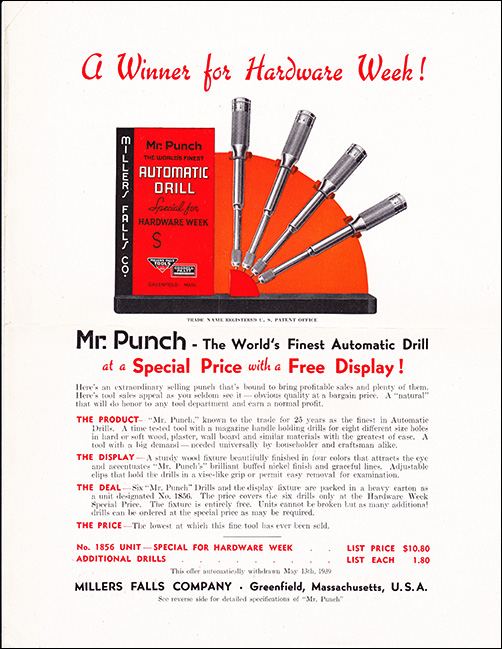 A Winner for Hardware Week!
MILLERS FALLS CO.
Mr. Punch
THE WORLD'S FINEST
AUTOMATIC
DRILL
Special for
HARDWARE WEEK
$
MILLERS FALLS
TOOLS
GOODELL
PRATT
GREENFIELD MASS.
TRADE NAME REGISTERED U. S. PATENT OFFICE
Mr. Punch - The World's Finest Automatic Drill
at a Special Price with a Free Display!
Here's an extraordinary selling punch that's bound to bring profitable sales and plenty of them.
Here's tool sales appeal as you seldom see it — obvious quality at a bargain price. A "natural"
that will do honor to any tool department and earn a normal profit.
THE PRODUCT — "Mr. Punch," known to the trade for 25 years as the finest in Automatic
Drills. A time tested tool with a magazine handle holding drills for eight different size holes
in hard or soft wood, plaster, wall board and similar materials with the greatest of ease. A
tool with a big demand — needed universally by householder and craftsman alike.
THE DISPLAY — A sturdy wood fixture beautifully finished in four colors that attracts the eye
and accentuates "Mr. Punch's" brilliant buffed nickel finish and graceful lines. Adjustable
clips that hold the drills in a vise-like grip or permit easy removal for examination.
THE DEAL — Six "Mr. Punch" Drills and the display fixture are packed in a heavy carton as
a unit designated No. 1856. The price covers the six drills only at the Hardware Week
Special Price. The fixture is entirely free. Units cannot be broken but as many additional
drills can be ordered at the special price as may be required.
THE PRICE — The lowest at which this fine tool has ever been sold.
No. 1856 UNIT — SPECIAL FOR HARDWARE WEEK . . LIST PRICE $10.80
ADDITIONAL DRILLS . . . . . . . . LIST EACH 1.80
This offer automatically withdrawn May 13th, 1939
MILLERS FALLS COMPANY • Greenfield, Massachusetts, U. S. A.
See reverse side for detailed specifications of "Mr. Punch"